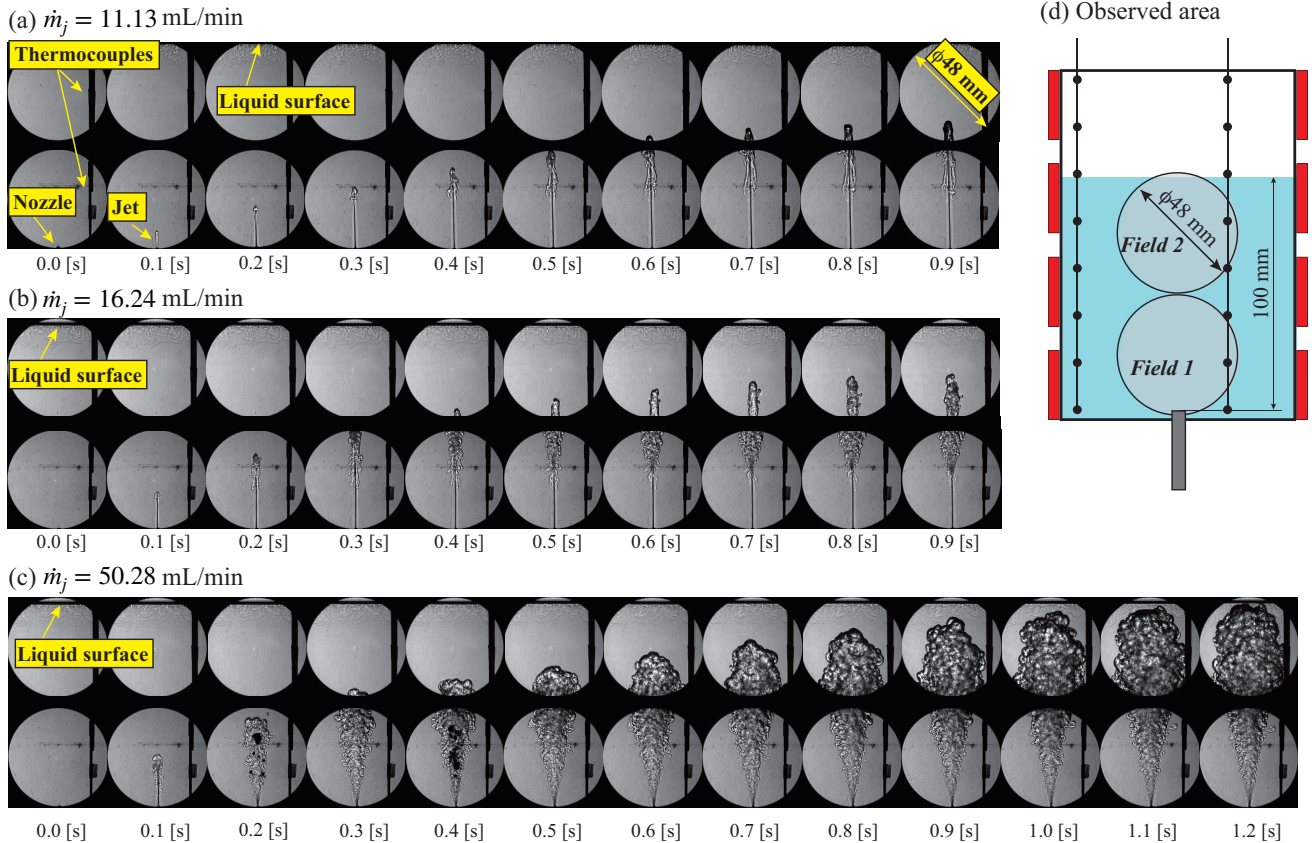 (a) ṁⱼ = 11.13 mL/min
Thermocouples
Liquid surface
ϕ48 mm
Nozzle
Jet
0.0 [s] 0.1 [s] 0.2 [s] 0.3 [s] 0.4 [s] 0.5 [s] 0.6 [s] 0.7 [s] 0.8 [s] 0.9 [s]
(b) ṁⱼ = 16.24 mL/min
Liquid surface
0.0 [s] 0.1 [s] 0.2 [s] 0.3 [s] 0.4 [s] 0.5 [s] 0.6 [s] 0.7 [s] 0.8 [s] 0.9 [s]
(c) ṁⱼ = 50.28 mL/min
Liquid surface
0.0 [s] 0.1 [s] 0.2 [s] 0.3 [s] 0.4 [s] 0.5 [s] 0.6 [s] 0.7 [s] 0.8 [s] 0.9 [s] 1.0 [s] 1.1 [s] 1.2 [s]
(d) Observed area
ϕ48 mm
Field 2
100 mm
Field 1